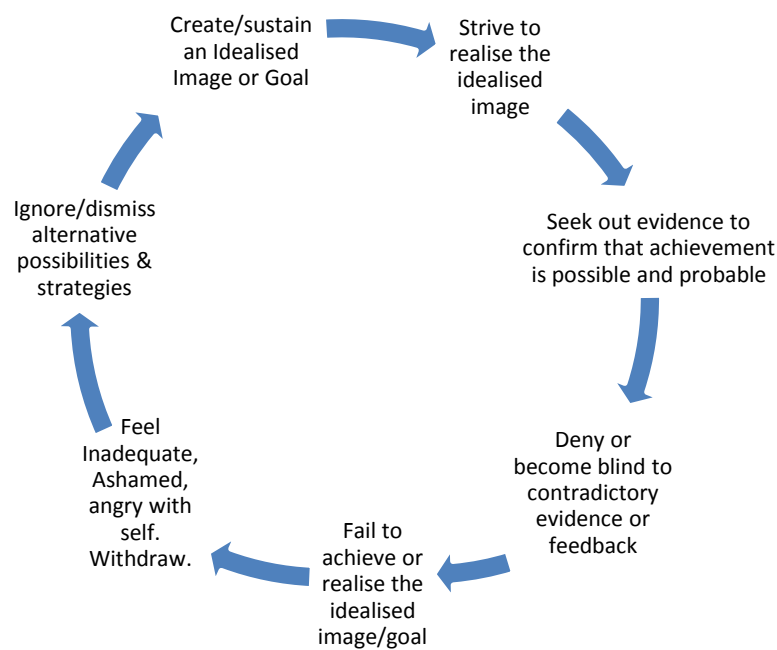 Create/sustain
an Idealised
Image or Goal
Strive to
realise the
idealised
image
Seek out evidence to
confirm that achievement
is possible and probable
Deny or
become blind to
contradictory
evidence or
feedback
Fail to
achieve or
realise the
idealised
image/goal
Feel
Inadequate,
Ashamed,
angry with
self.
Withdraw.
Ignore/dismiss
alternative
possibilities &
strategies